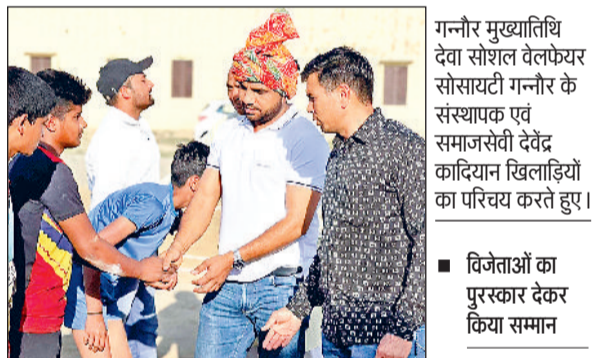 गन्नौर मुख्यातिथि
देवा सोशल वेलफेयर
सोसायटी गन्नौर के
संस्थापक एवं
समाजसेवी देवेंद्र
कादियान खिलाड़ियों
का परिचय करते हुए।
■ विजेताओं का
पुरस्कार देकर
किया सम्मान